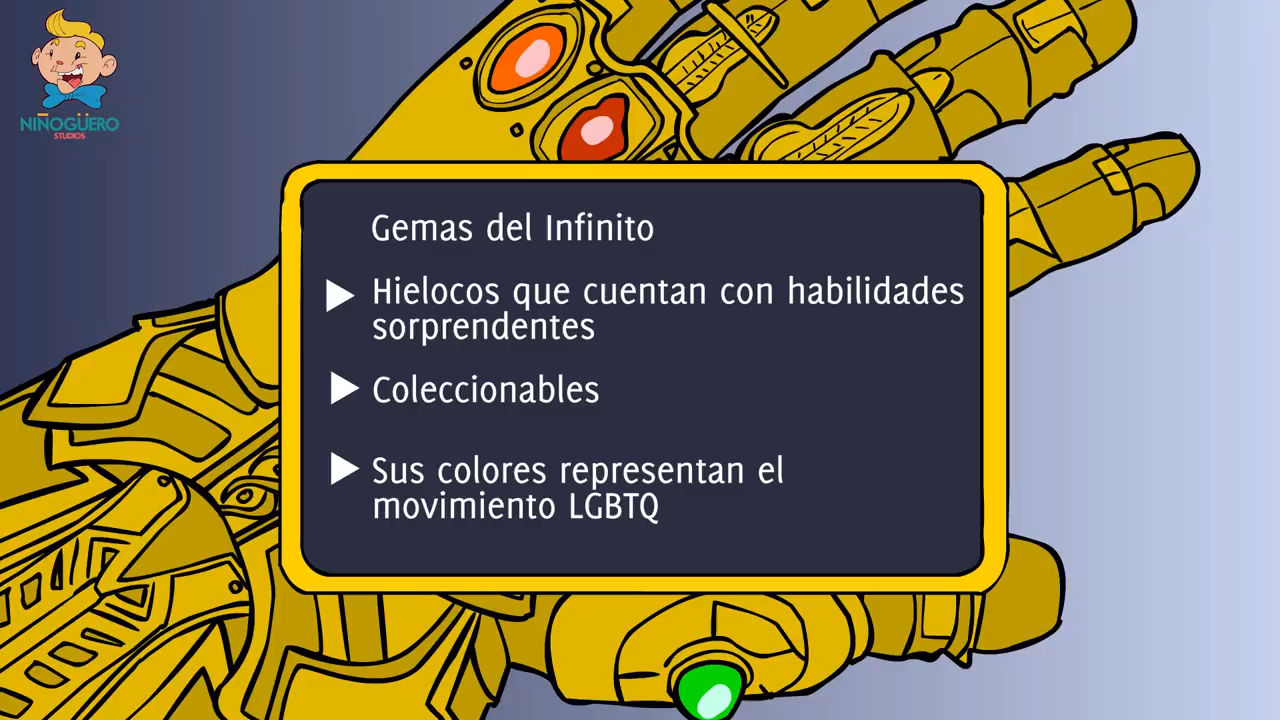 NIÑOGÜERO
STUDIOS
Gemas del Infinito
Hielocos que cuentan con habilidades
sorprendentes
Coleccionables
Sus colores representan el
movimiento LGBTQ